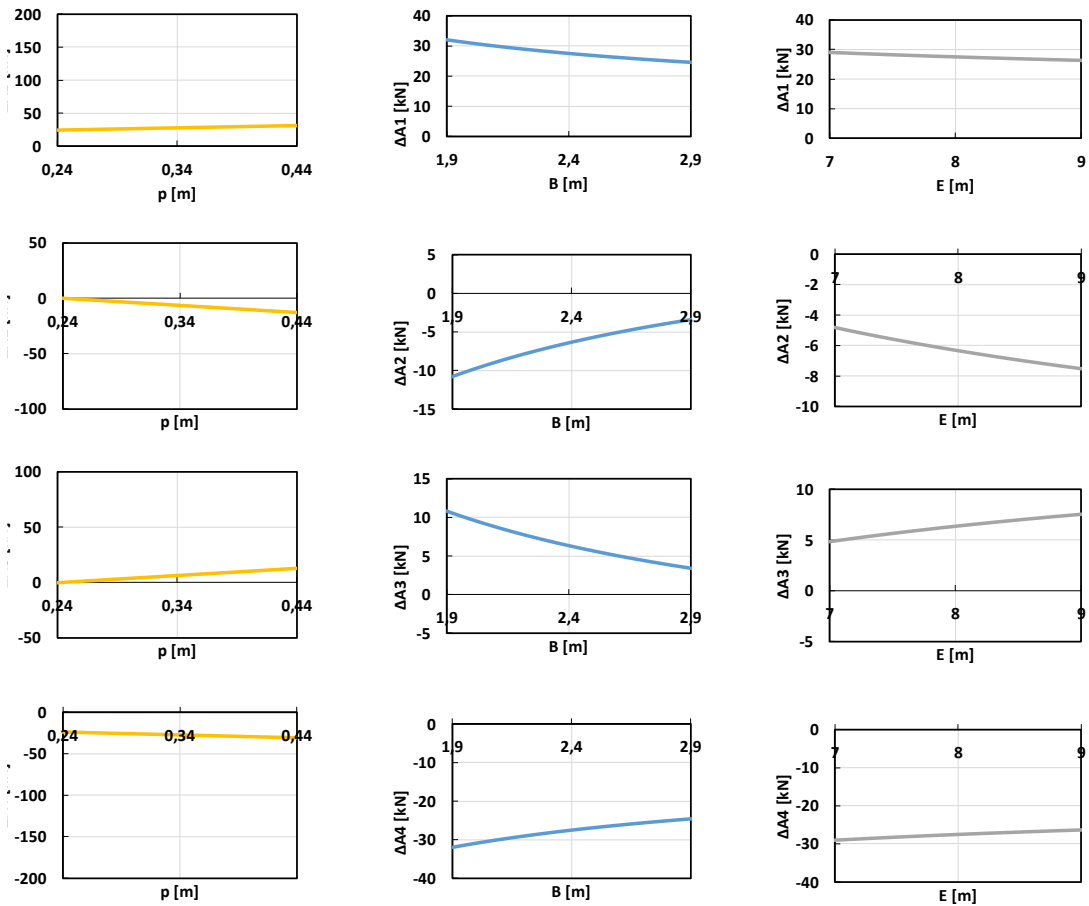 200
150
100
50
0
0,24 0,34 0,44
p [m]
40
30
20
10
0
1,9 2,4 2,9
B [m]
ΔA1 [kN]
40
30
20
10
0
7 8 9
E [m]
ΔA1 [kN]
50
0
-50
-100
0,24 0,34 0,44
p [m]
5
0
-5
-10
-15
1,9 2,4 2,9
B [m]
ΔA2 [kN]
0
-2
-4
-6
-8
-10
7 8 9
E [m]
ΔA2 [kN]
100
50
0
-50
0,24 0,34 0,44
p [m]
15
10
5
0
-5
1,9 2,4 2,9
B [m]
ΔA3 [kN]
10
5
0
-5
7 8 9
E [m]
ΔA3 [kN]
0
-50
-100
-150
-200
0,24 0,34 0,44
p [m]
0
-10
-20
-30
-40
1,9 2,4 2,9
B [m]
ΔA4 [kN]
0
-10
-20
-30
-40
7 8 9
E [m]
ΔA4 [kN]